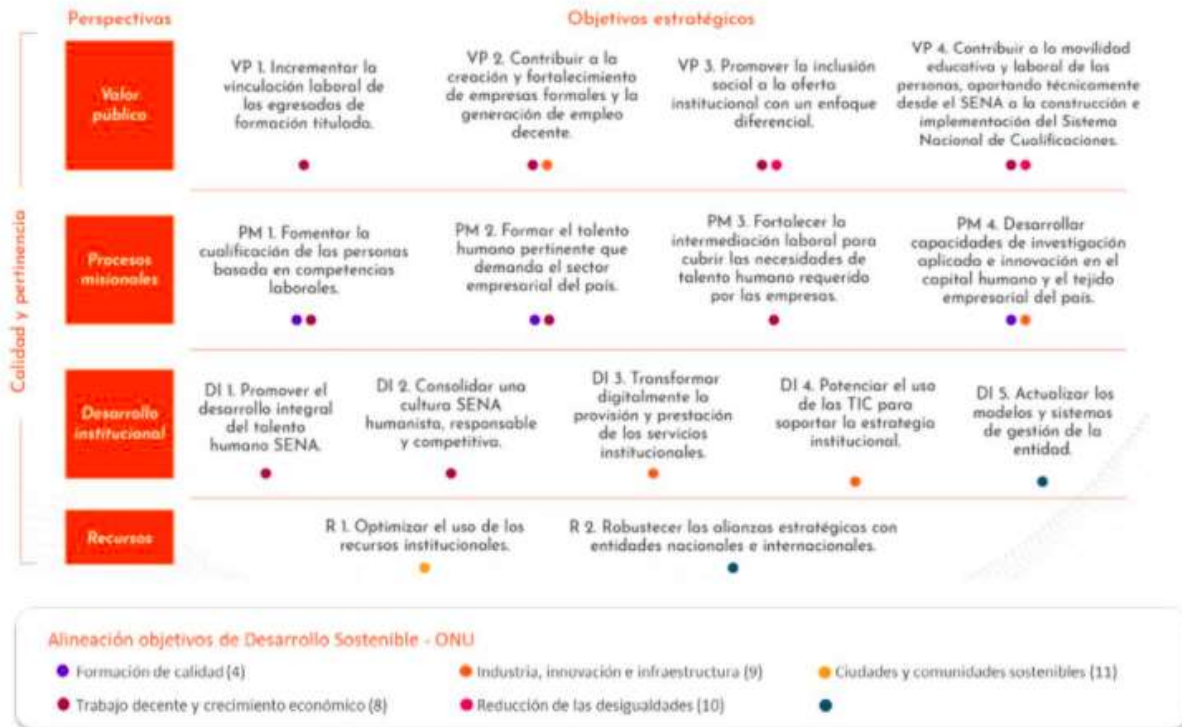 Perspectivas
Objetivos estratégicos
Calidad y pertinencia
Valor
público
VP 1. Incrementar la
vinculación laboral de
los egresados de
formación titulada.
VP 2. Contribuir a la
creación y fortalecimiento
de empresas formales y la
generación de empleo
decente.
VP 3. Promover la inclusión
social a la oferta
institucional con un enfoque
diferencial.
VP 4. Contribuir a la movilidad
educativa y laboral de las
personas, aportando técnicamente
desde el SENA a la construcción e
implementación del Sistema
Nacional de Cualificaciones.
Procesos
misionales
PM 1. Fomentar la
cualificación de las personas
basada en competencias
laborales.
PM 2. Formar el talento
humano pertinente que
demanda el sector
empresarial del país.
PM 3. Fortalecer la
intermediación laboral para
cubrir las necesidades de
talento humano requerido
por las empresas.
PM 4. Desarrollar
capacidades de investigación
aplicada e innovación en el
capital humano y el tejido
empresarial del país.
Desarrollo
institucional
DI 1. Promover el
desarrollo integral
del talento
humano SENA.
DI 2. Consolidar una
cultura SENA
humanista, responsable
y competitiva.
DI 3. Transformar
digitalmente la
provisión y prestación
de los servicios
institucionales.
DI 4. Potenciar el uso
de las TIC para
soportar la estrategia
institucional.
DI 5. Actualizar los
modelos y sistemas
de gestión de la
entidad.
Recursos
R 1. Optimizar el uso de los
recursos institucionales.
R 2. Robustecer las alianzas estratégicas con
entidades nacionales e internacionales.
Alineación objetivos de Desarrollo Sostenible - ONU
Formación de calidad (4)
Industria, innovación e infraestructura (9)
Ciudades y comunidades sostenibles (11)
Trabajo decente y crecimiento económico (8)
Reducción de las desigualdades (10)